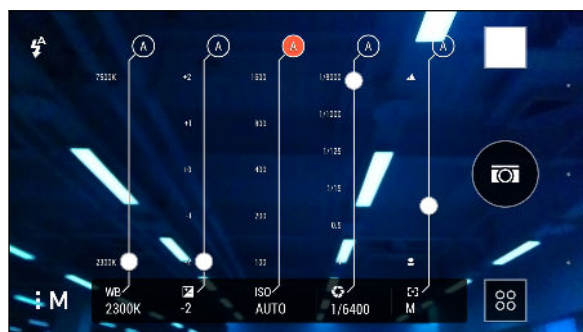 A
A A A A A
7500K +2 1600 1/8000
+1 800 1/1000
400 1/125
-1 200 1/15
0.5
2300K 100
M
WB ISO
2300K -2 AUTO 1/6400 M